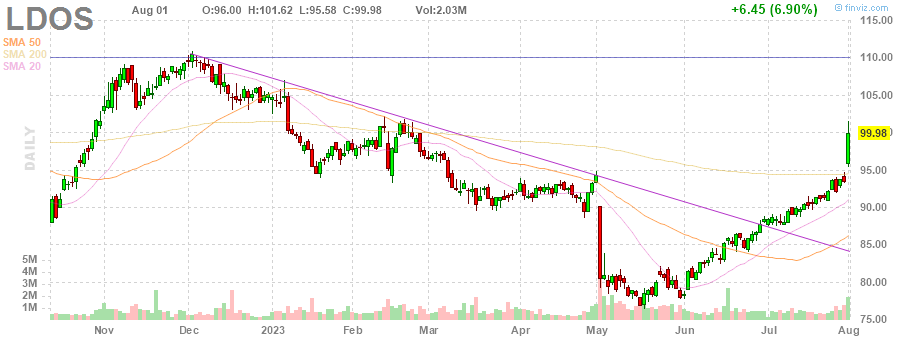 LDOS
Aug 01 O:96.00 H:101.62 L:95.58 C:99.98 Vol:2.03M +6.45 (6.90%) finviz.com
SMA 50
SMA 200
SMA 20
DAILY
115.00
110.00
105.00
99.98
95.00
90.00
85.00
80.00
75.00
5M
4M
3M
2M
1M
Nov Dec 2023 Feb Mar Apr May Jun Jul Aug